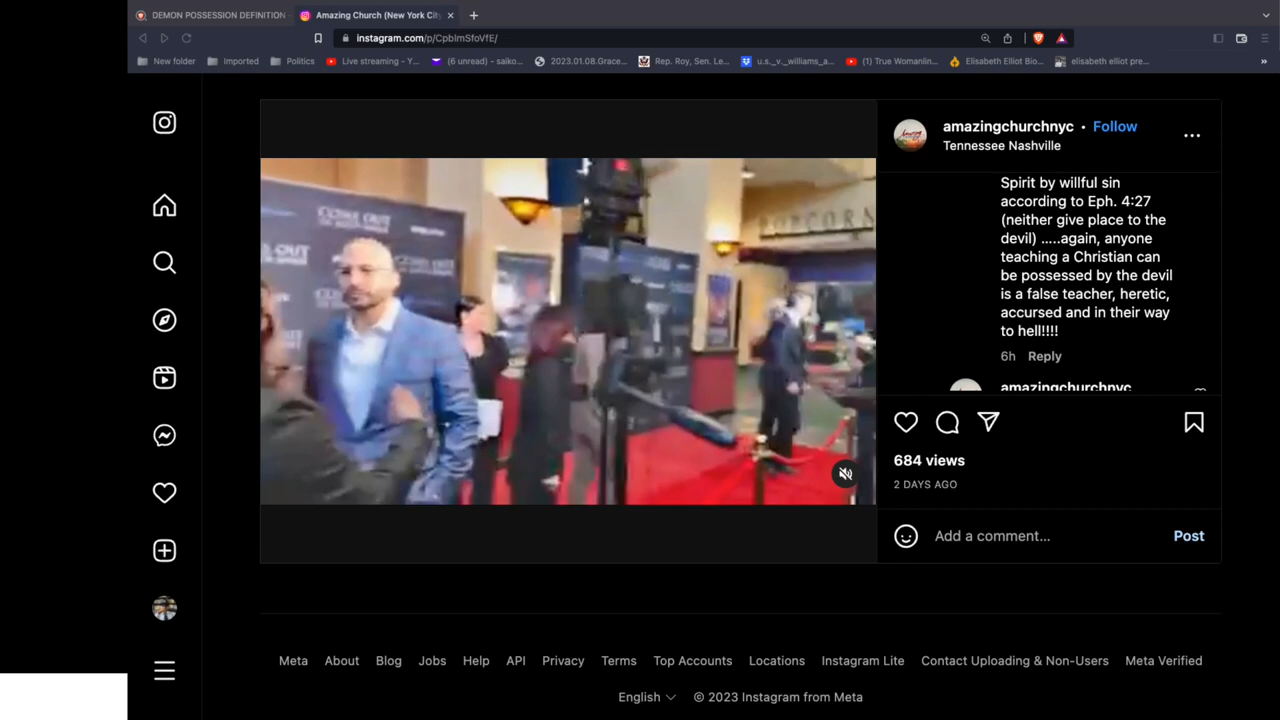 DEMON POSSESSION DEFINITION
Amazing Church (New York City
instagram.com/p/CpbImSfoVfE/
New folder
Imported
Politics
Live streaming - Y...
(6 unread) - saiko...
2023.01.08.Grace...
Rep. Roy, Sen. Le...
u.s._v._williams_a...
(1) True Womanlin...
Elisabeth Elliot Bio...
elisabeth elliot pre...
»
POPCORN
COME OUT
amazingchurchnyc • Follow
Tennessee Nashville
Spirit by willful sin
according to Eph. 4:27
(neither give place to the
devil) .....again, anyone
teaching a Christian can
be possessed by the devil
is a false teacher, heretic,
accursed and in their way
to hell!!!!
6h Reply
amazingchurchnyc
684 views
2 DAYS AGO
Add a comment... Post
Meta About Blog Jobs Help API Privacy Terms Top Accounts Locations Instagram Lite Contact Uploading & Non-Users Meta Verified
English © 2023 Instagram from Meta